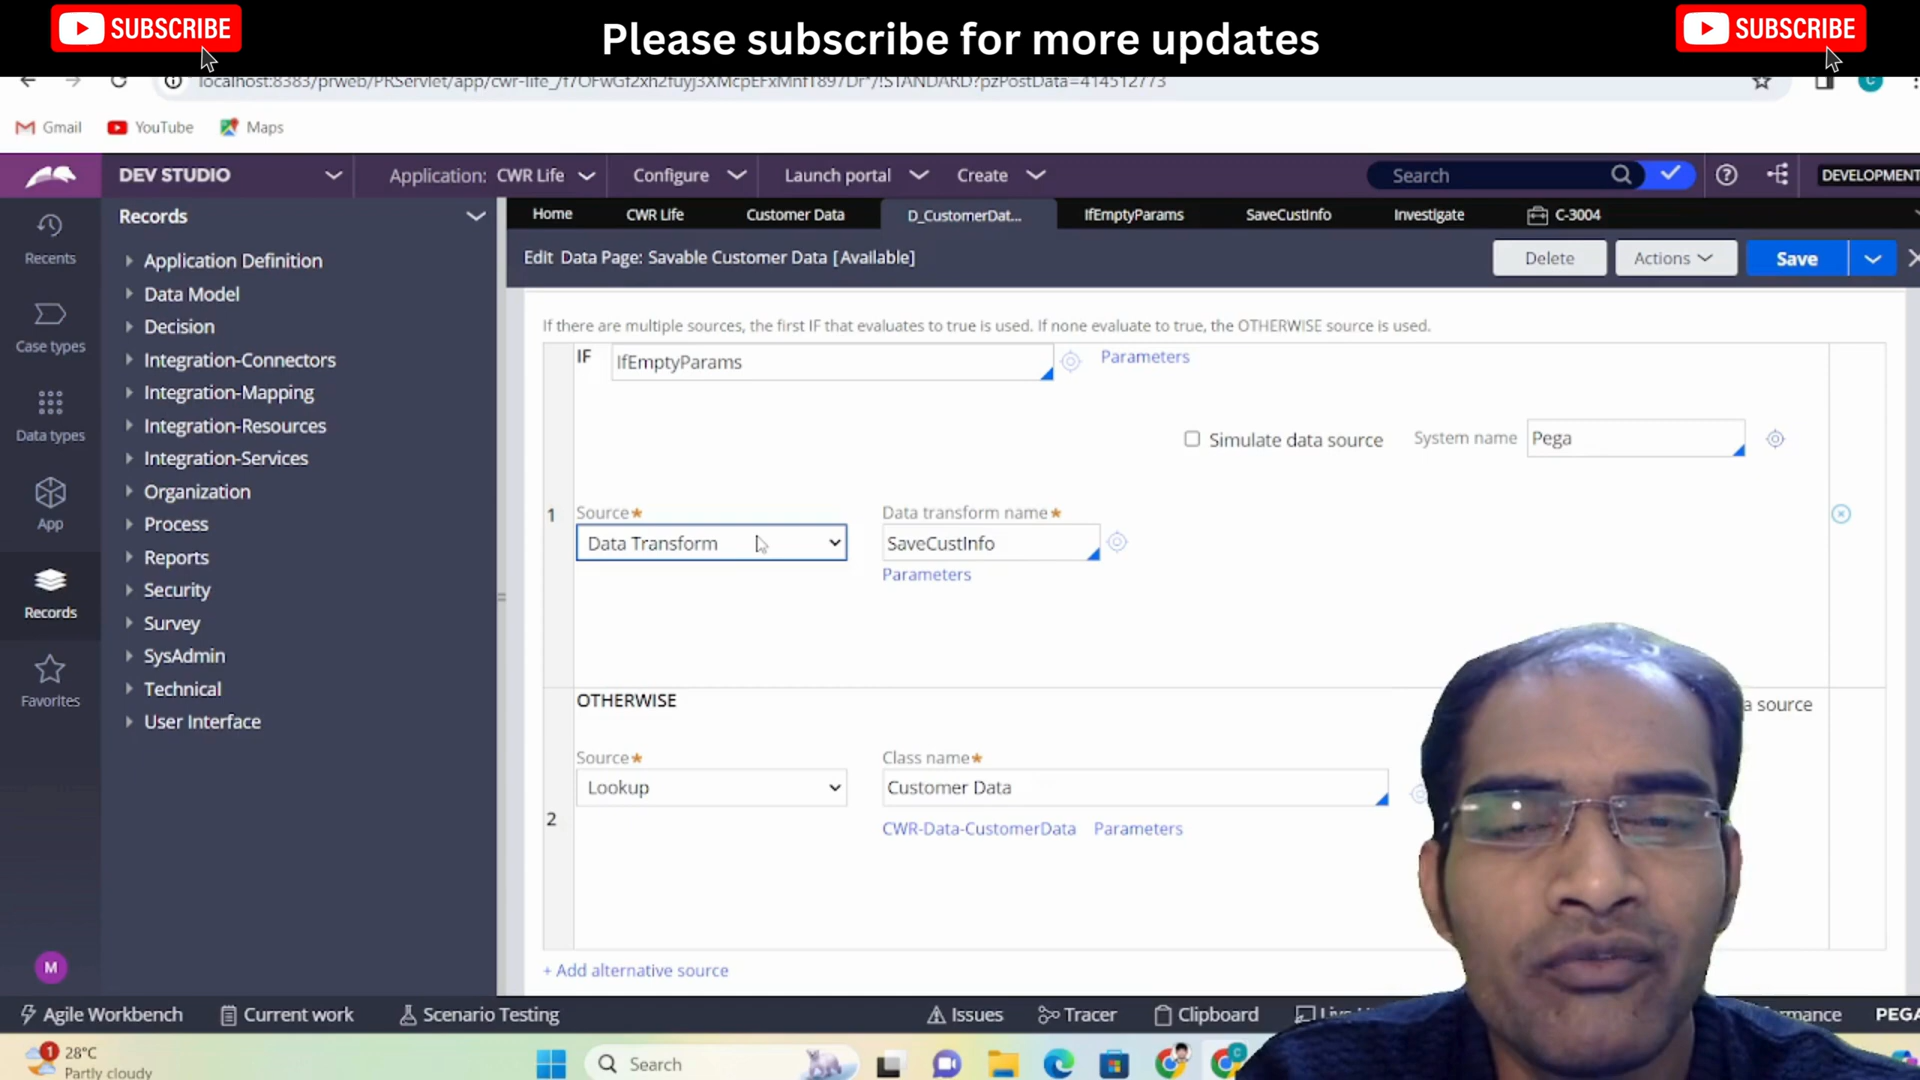 SUBSCRIBE
Please subscribe for more updates
SUBSCRIBE
Gmail YouTube Maps
DEV STUDIO Application: CWR Life Configure Launch portal Create Search DEVELOPMENT
Records
Home CWR Life Customer Data D_CustomerDat... IfEmptyParams SaveCustInfo Investigate C-3004
Edit Data Page: Savable Customer Data [Available] Delete Actions Save
Recents
Case types
Data types
App
Records
Favorites
M
Application Definition
Data Model
Decision
Integration-Connectors
Integration-Mapping
Integration-Resources
Integration-Services
Organization
Process
Reports
Security
Survey
SysAdmin
Technical
User Interface
If there are multiple sources, the first IF that evaluates to true is used. If none evaluate to true, the OTHERWISE source is used.
IF IfEmptyParams Parameters
Simulate data source System name Pega
1 Source★ Data transform name★
Data Transform SaveCustInfo
Parameters
OTHERWISE a source
Source★ Class name★
Lookup Customer Data
2 CWR-Data-CustomerData Parameters
+ Add alternative source
Agile Workbench Current work Scenario Testing Issues Tracer Clipboard PEGA
1 28°C
Partly cloudy
Search